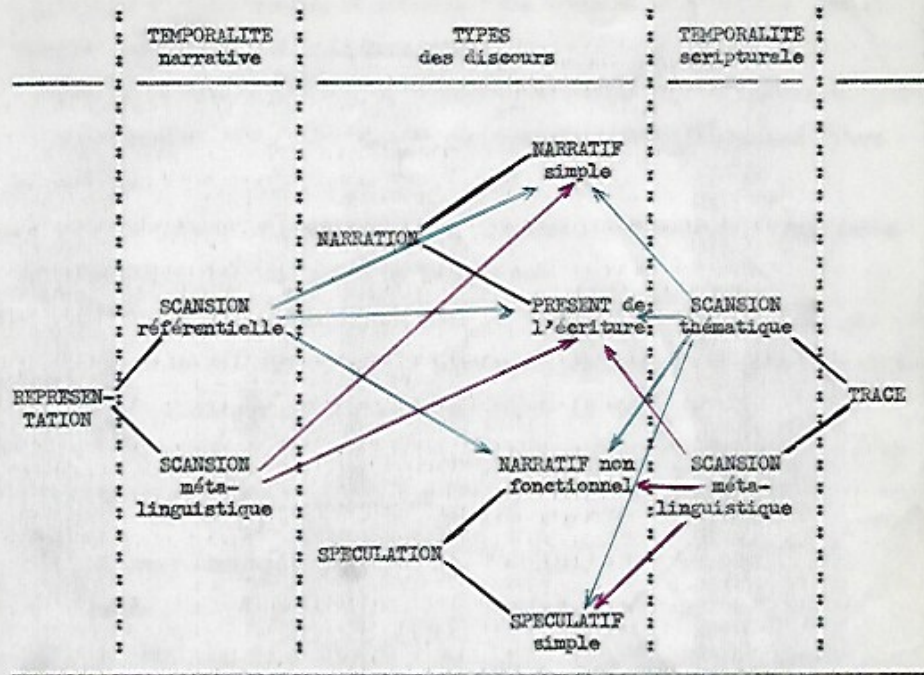 TEMPORALITE
narrative
TYPES
des discours
TEMPORALITE
scripturale
NARRATIF
simple
NARRATION
SCANSION
référentielle
PRESENT de
l'écriture
SCANSION
thématique
REPRESEN-
TATION
TRACE
SCANSION
méta-
linguistique
NARRATIF non
fonctionnel
SCANSION
méta-
linguistique
SPECULATION
SPECULATIF
simple